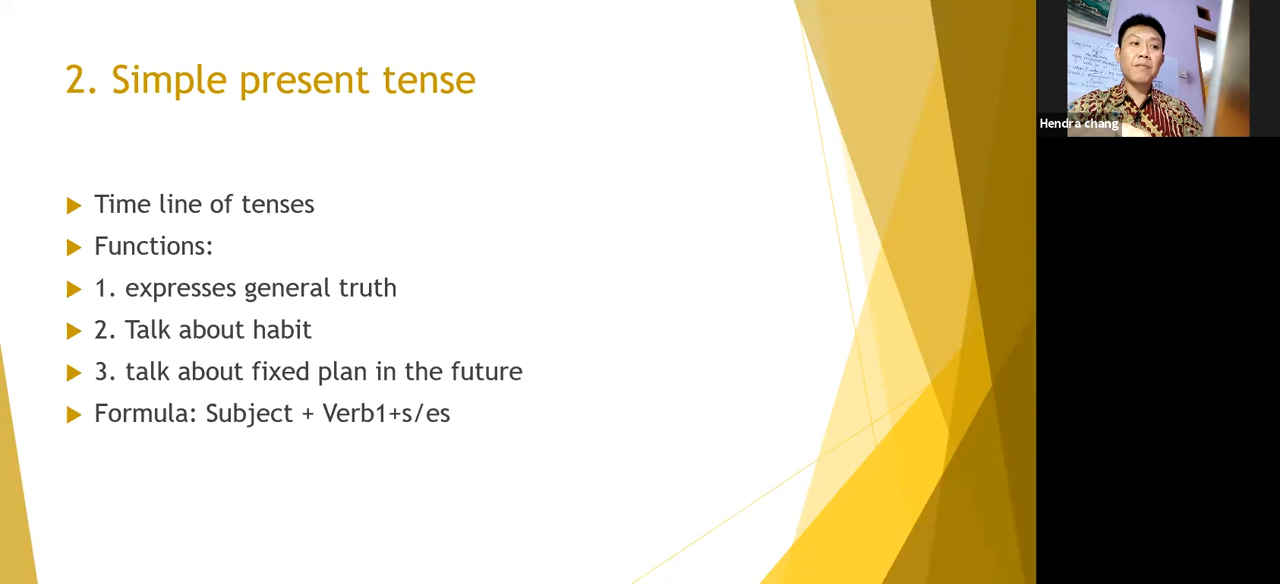 2. Simple present tense
Time line of tenses
Functions:
1. expresses general truth
2. Talk about habit
3. talk about fixed plan in the future
Formula: Subject + Verb1+s/es
Hendra chang